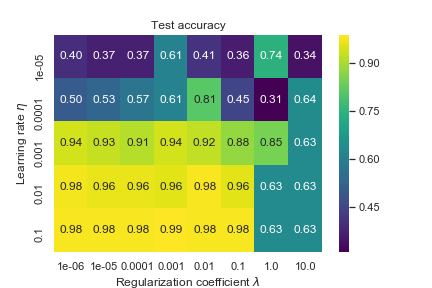 Test accuracy
Learning rate η
1e-05 0.40 0.37 0.37 0.61 0.41 0.36 0.74 0.34
0.0001 0.50 0.53 0.57 0.61 0.81 0.45 0.31 0.64
0.001 0.94 0.93 0.91 0.94 0.92 0.88 0.85 0.63
0.01 0.98 0.96 0.96 0.96 0.98 0.96 0.63 0.63
0.1 0.98 0.98 0.98 0.99 0.98 0.98 0.63 0.63
1e-06 1e-05 0.0001 0.001 0.01 0.1 1.0 10.0
Regularization coefficient λ
0.90
0.75
0.60
0.45